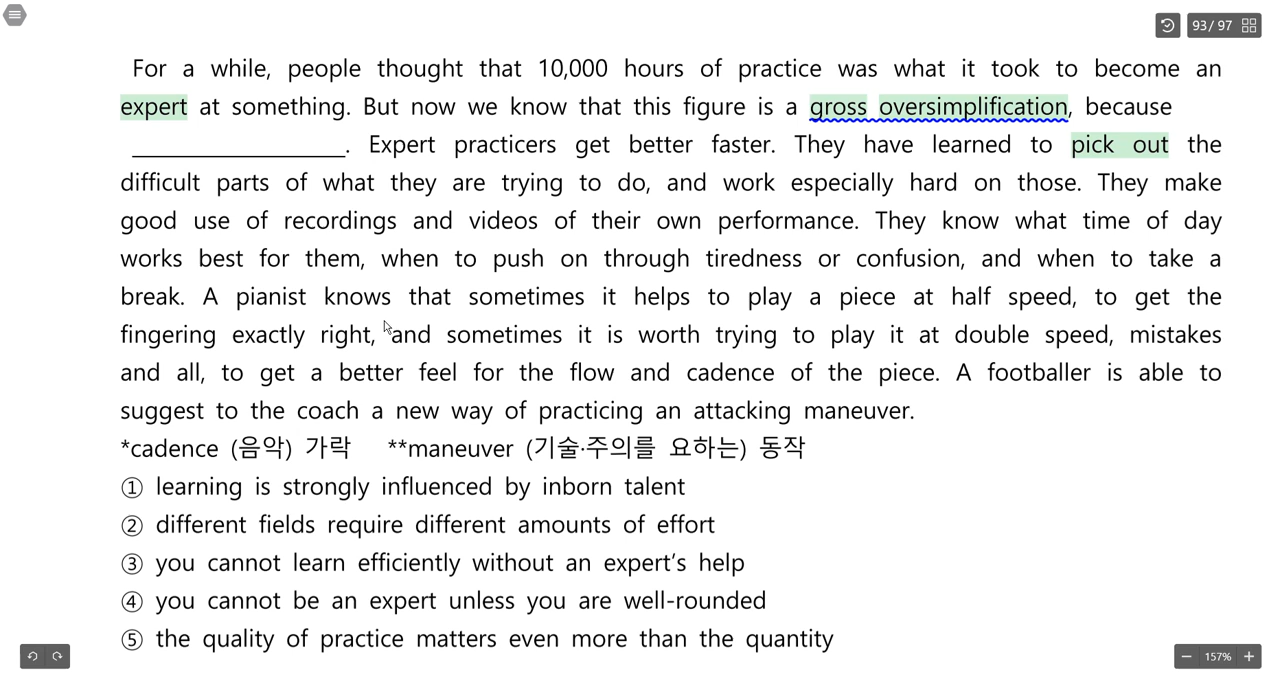 93/ 97
For a while, people thought that 10,000 hours of practice was what it took to become an
expert at something. But now we know that this figure is a gross oversimplification, because
____________________. Expert practicers get better faster. They have learned to pick out the
difficult parts of what they are trying to do, and work especially hard on those. They make
good use of recordings and videos of their own performance. They know what time of day
works best for them, when to push on through tiredness or confusion, and when to take a
break. A pianist knows that sometimes it helps to play a piece at half speed, to get the
fingering exactly right, and sometimes it is worth trying to play it at double speed, mistakes
and all, to get a better feel for the flow and cadence of the piece. A footballer is able to
suggest to the coach a new way of practicing an attacking maneuver.
*cadence (음악) 가락 **maneuver (기술·주의를 요하는) 동작
① learning is strongly influenced by inborn talent
② different fields require different amounts of effort
③ you cannot learn efficiently without an expert's help
④ you cannot be an expert unless you are well-rounded
⑤ the quality of practice matters even more than the quantity
157%